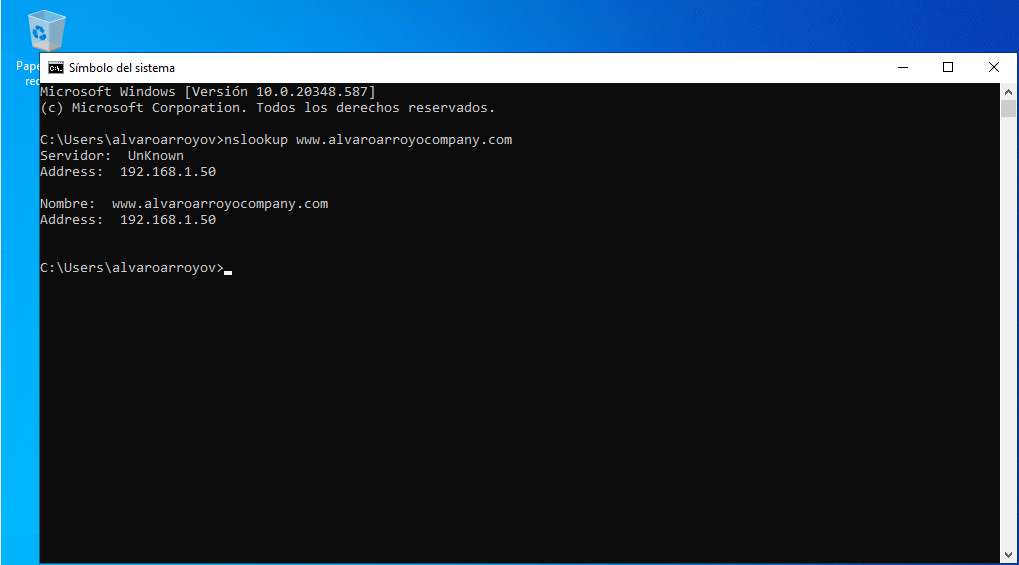 Pape
rec
Símbolo del sistema
Microsoft Windows [Versión 10.0.20348.587]
(c) Microsoft Corporation. Todos los derechos reservados.
C:\Users\alvaroarroyov>nslookup www.alvaroarroyocompany.com
Servidor:  UnKnown
Address:  192.168.1.50
Nombre:  www.alvaroarroyocompany.com
Address:  192.168.1.50
C:\Users\alvaroarroyov>